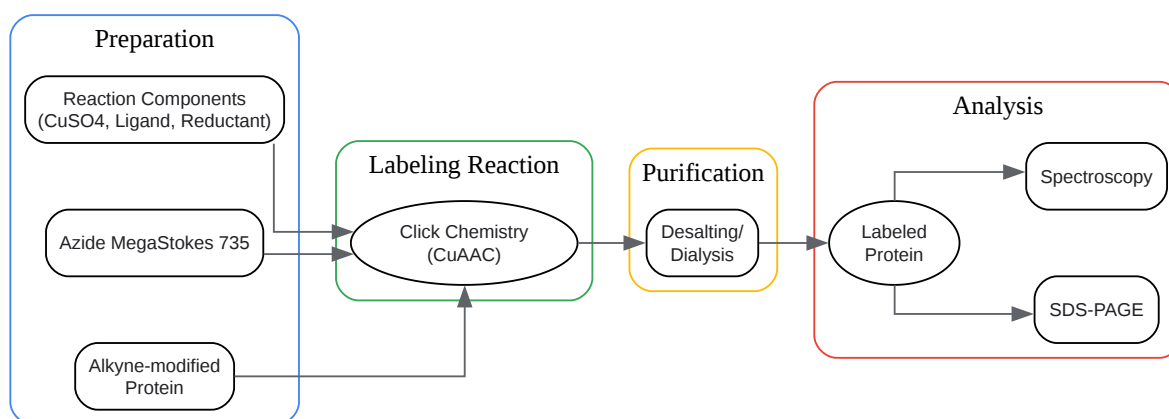 Preparation
Reaction Components
(CuSO4, Ligand, Reductant)
Azide MegaStokes 735
Alkyne-modified
Protein
Labeling Reaction
Click Chemistry
(CuAAC)
Purification
Desalting/
Dialysis
Analysis
Labeled
Protein
Spectroscopy
SDS-PAGE